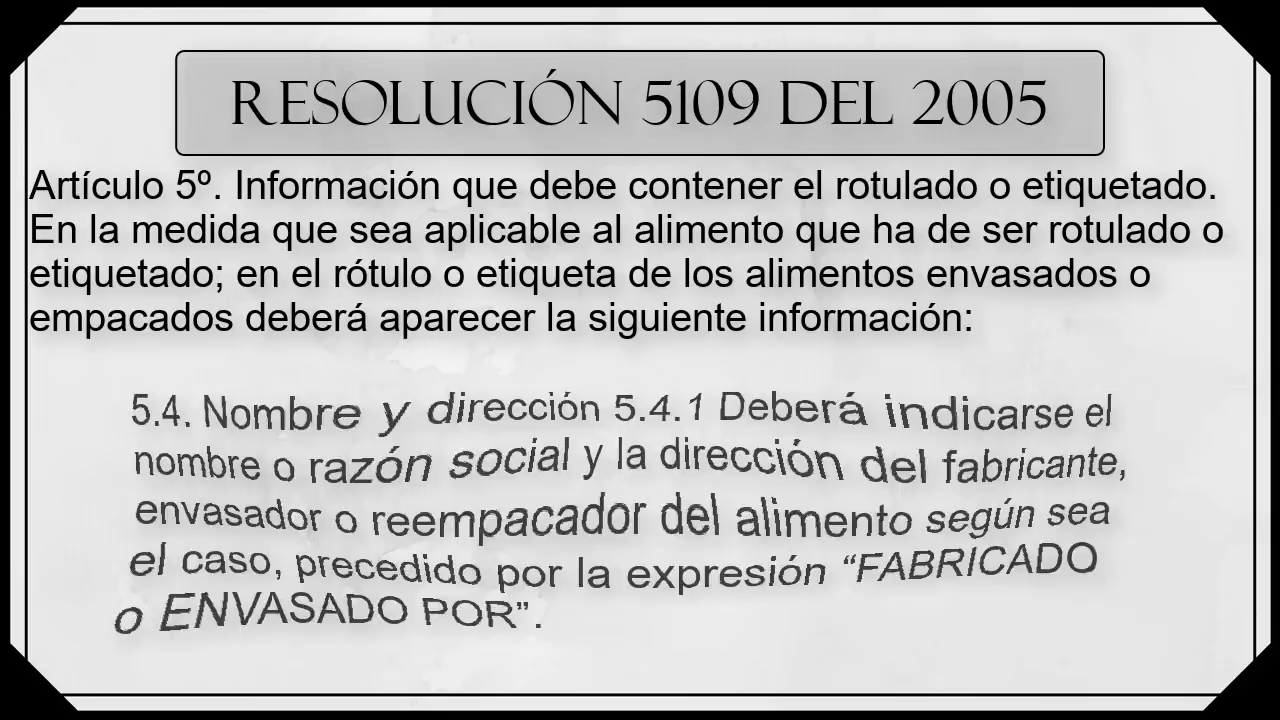 RESOLUCIÓN 5109 DEL 2005
Artículo 5º. Información que debe contener el rotulado o etiquetado.
En la medida que sea aplicable al alimento que ha de ser rotulado o
etiquetado; en el rótulo o etiqueta de los alimentos envasados o
empacados deberá aparecer la siguiente información:
5.4. Nombre y dirección 5.4.1 Deberá indicarse el
nombre o razón social y la dirección del fabricante,
envasador o reempacador del alimento según sea
el caso, precedido por la expresión “FABRICADO
o ENVASADO POR”.